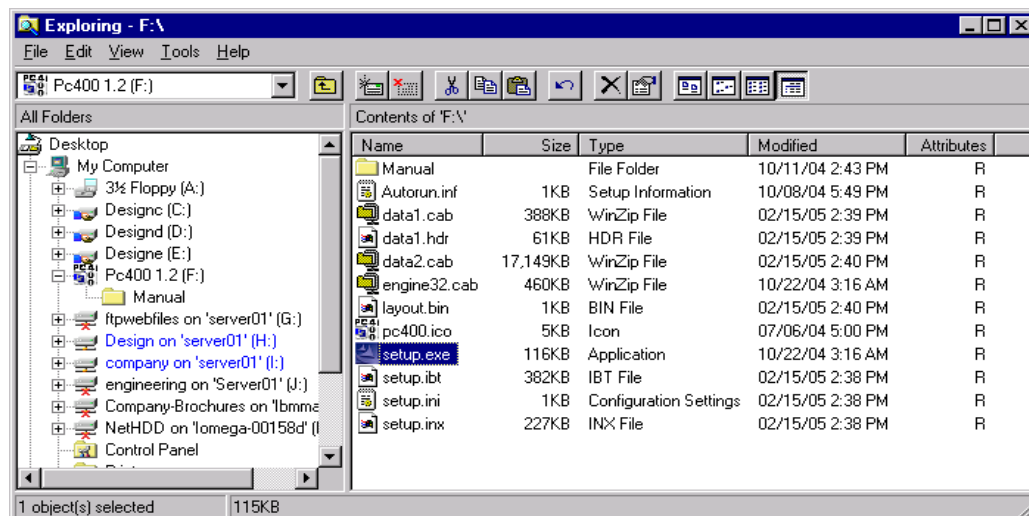 Exploring - F:\
File Edit View Tools Help
Pc400 1.2 (F:)
All Folders
Contents of 'F:\'
Desktop
My Computer
3½ Floppy (A:)
Designc (C:)
Designd (D:)
Designe (E:)
Pc400 1.2 (F:)
Manual
ftpwebfiles on 'server01' (G:)
Design on 'server01' (H:)
company on 'server01' (I:)
engineering on 'Server01' (J:)
Company-Brochures on 'Ibmma
NetHDD on 'Iomega-00158d' (
Control Panel
Name Size Type Modified Attributes
Manual File Folder 10/11/04 2:43 PM R
Autorun.inf 1KB Setup Information 10/08/04 5:49 PM R
data1.cab 388KB WinZip File 02/15/05 2:39 PM R
data1.hdr 61KB HDR File 02/15/05 2:39 PM R
data2.cab 17,149KB WinZip File 02/15/05 2:40 PM R
engine32.cab 460KB WinZip File 10/22/04 3:16 AM R
layout.bin 1KB BIN File 02/15/05 2:40 PM R
pc400.ico 5KB Icon 07/06/04 5:00 PM R
setup.exe 116KB Application 10/22/04 3:16 AM R
setup.ibt 382KB IBT File 02/15/05 2:38 PM R
setup.ini 1KB Configuration Settings 02/15/05 2:38 PM R
setup.inx 227KB INX File 02/15/05 2:38 PM R
1 object(s) selected 115KB